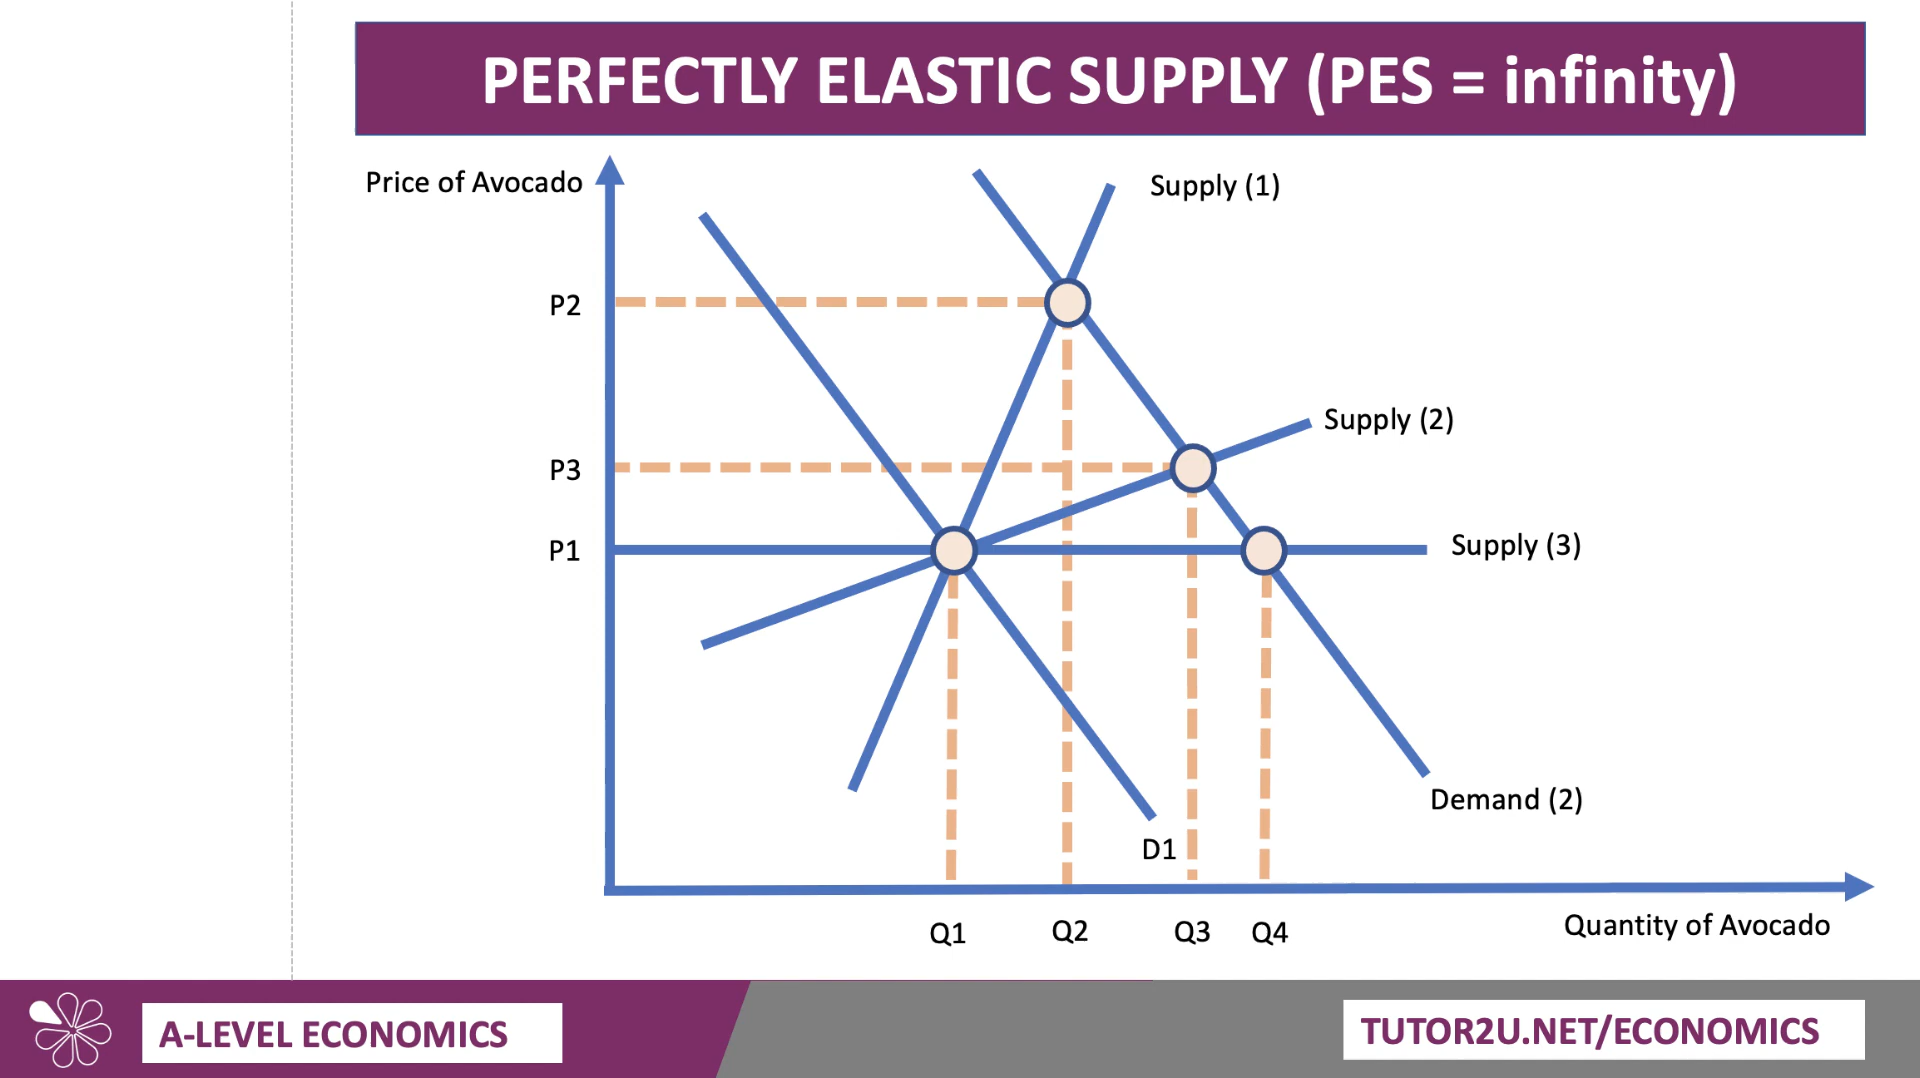 PERFECTLY ELASTIC SUPPLY (PES = infinity)
Price of Avocado
Supply (1)
P2
Supply (2)
P3
P1
Supply (3)
Demand (2)
D1
Q1
Q2
Q3
Q4
Quantity of Avocado
A-LEVEL ECONOMICS
TUTOR2U.NET/ECONOMICS